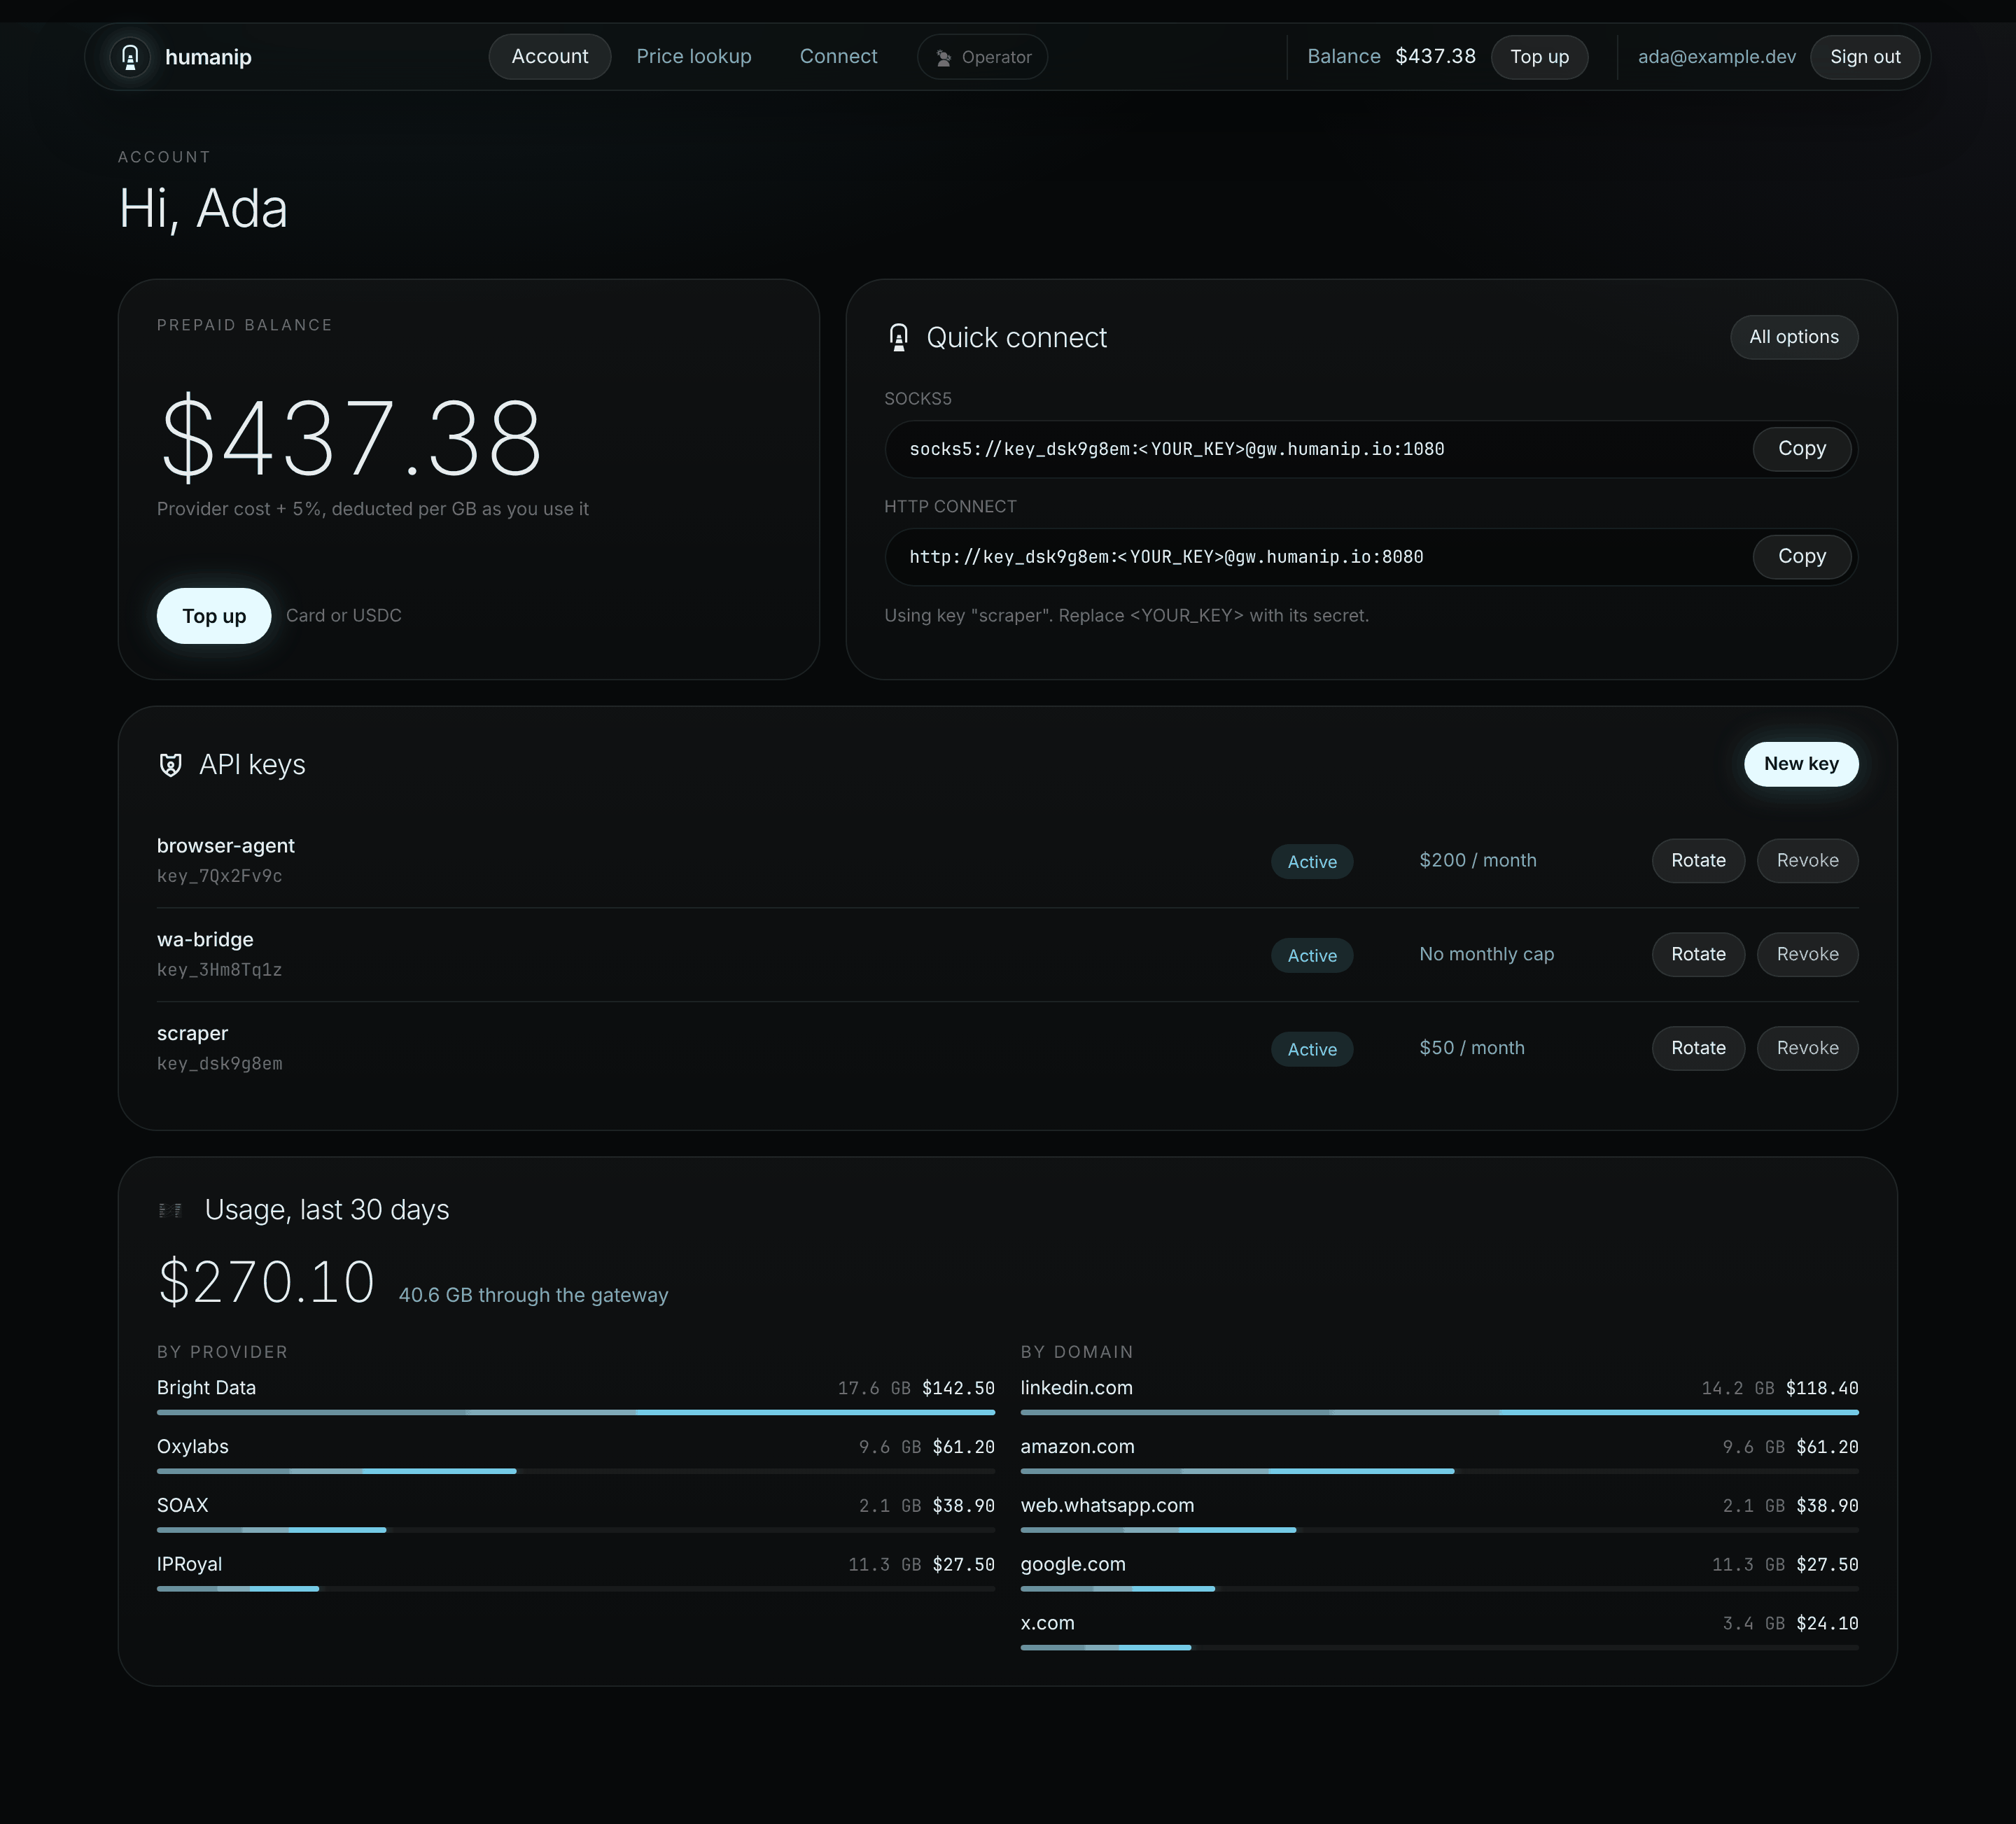 humanip
Account
Price lookup
Connect
Operator
Balance $437.38
Top up
ada@example.dev
Sign out
ACCOUNT
Hi, Ada
PREPAID BALANCE
$437.38
Provider cost + 5%, deducted per GB as you use it
Top up
Card or USDC
Quick connect
All options
SOCKS5
socks5://key_dsk9g8em:<YOUR_KEY>@gw.humanip.io:1080
Copy
HTTP CONNECT
http://key_dsk9g8em:<YOUR_KEY>@gw.humanip.io:8080
Copy
Using key "scraper". Replace <YOUR_KEY> with its secret.
API keys
New key
browser-agent
key_7Qx2Fv9c
Active
$200 / month
Rotate
Revoke
wa-bridge
key_3Hm8Tq1z
Active
No monthly cap
Rotate
Revoke
scraper
key_dsk9g8em
Active
$50 / month
Rotate
Revoke
Usage, last 30 days
$270.10 40.6 GB through the gateway
BY PROVIDER
Bright Data 17.6 GB $142.50
Oxylabs 9.6 GB $61.20
SOAX 2.1 GB $38.90
IPRoyal 11.3 GB $27.50
BY DOMAIN
linkedin.com 14.2 GB $118.40
amazon.com 9.6 GB $61.20
web.whatsapp.com 2.1 GB $38.90
google.com 11.3 GB $27.50
x.com 3.4 GB $24.10